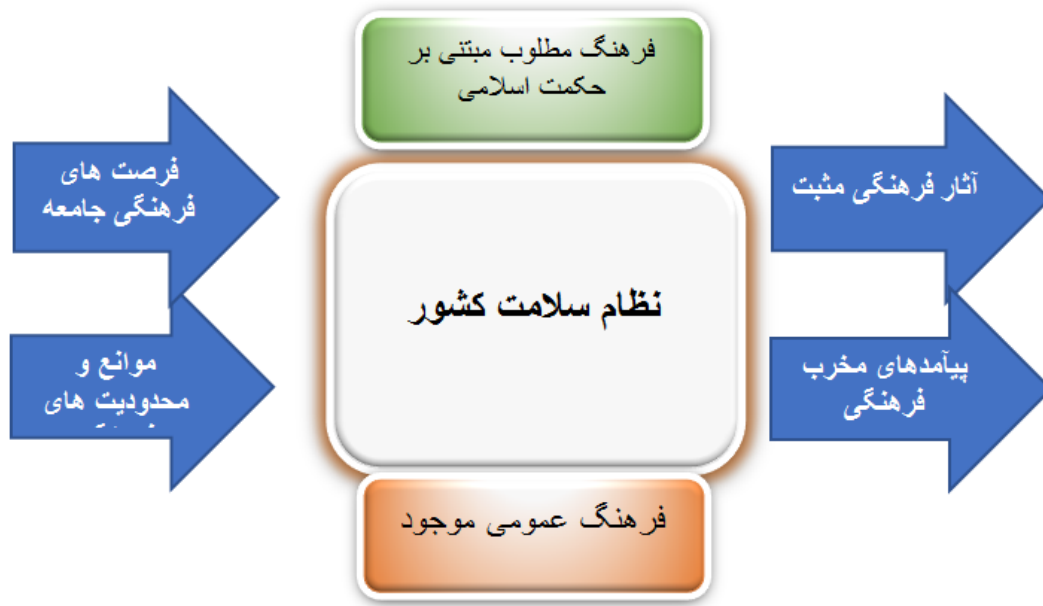 فرهنگ مطلوب مبتنی بر
حکمت اسلامی
آثار فرهنگی مثبت
پیآمدهای مخرب
فرهنگی
نظام سلامت کشور
فرصت های
فرهنگی جامعه
موانع و
محدودیت های
فرهنگ عمومی موجود